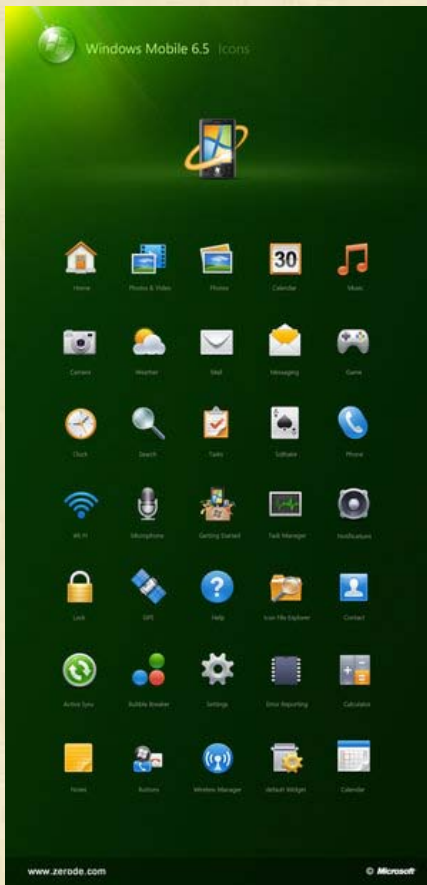 Windows Mobile 6.5 Icons
Home Photos & Video Photos Calendar Music
30
Camera Weather Mail Messaging Game
Clock Search Tasks Solitaire Phone
Wi Fi Microphone Getting Started Task Manager Notifications
Lock GPS Help Icon File Explorer Contact
Active Sync Bubble Breaker Settings Error Reporting Calculator
Notes Buttons Wireless Manager default Widget Calendar
www.zerode.com © Microsoft